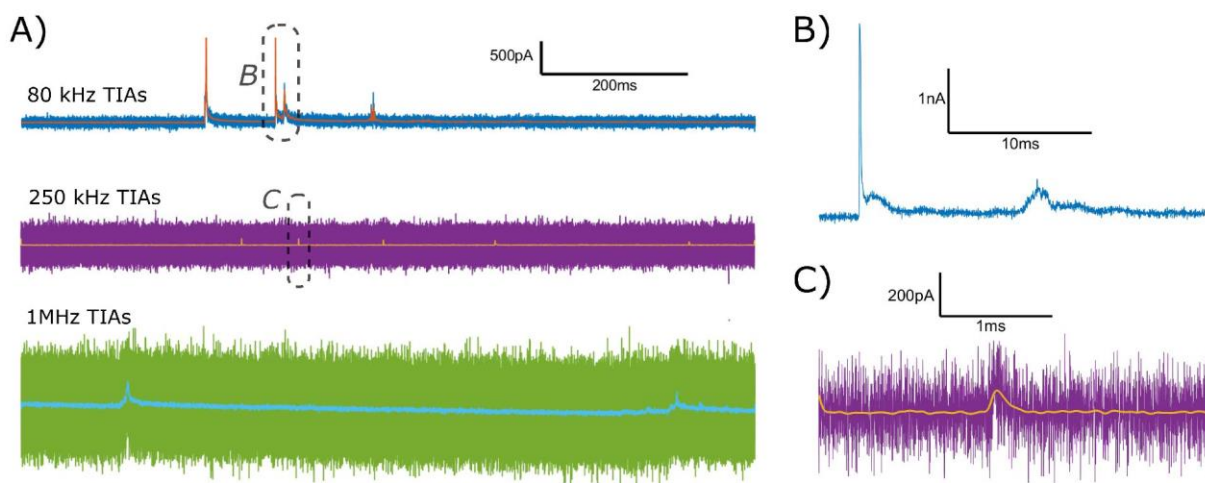 A)
B
500pA
200ms
80 kHz TIAs
250 kHz TIAs
C
1MHz TIAs
B)
1nA
10ms
C)
200pA
1ms